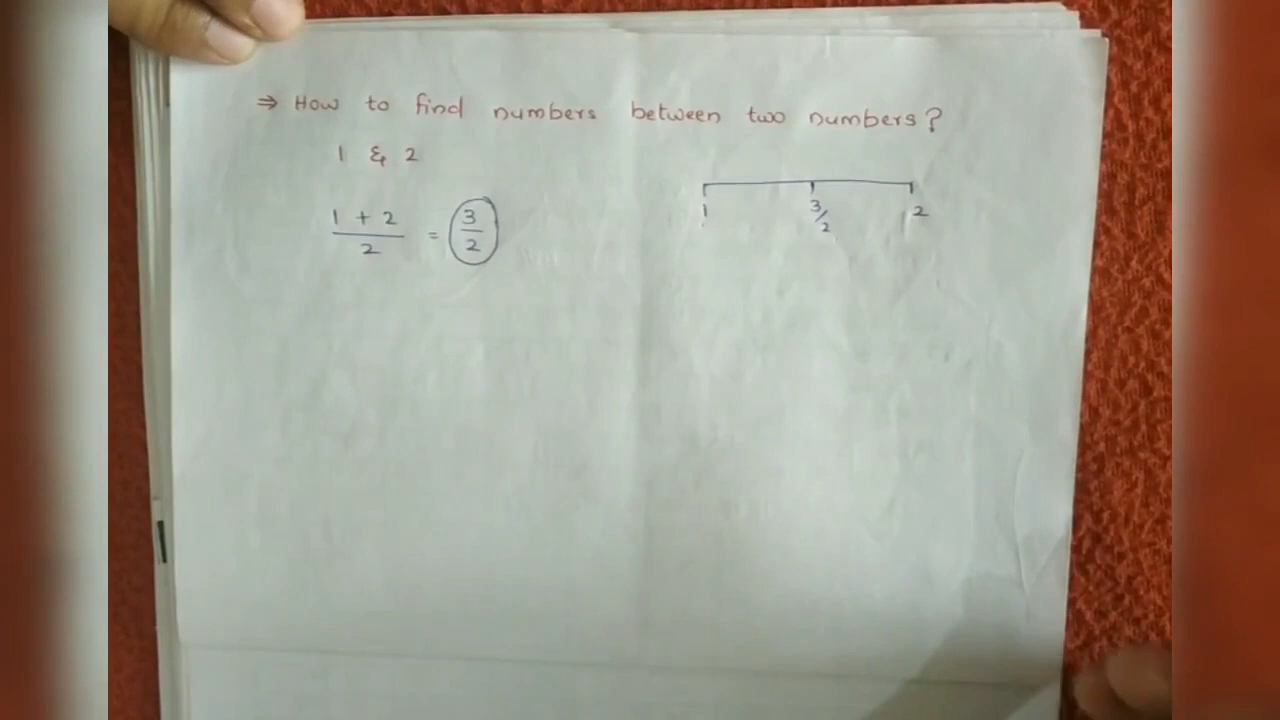 ⇒ How to find numbers between two numbers?
1 & 2
1 + 2 / 2 = 3/2
1 3/2 2